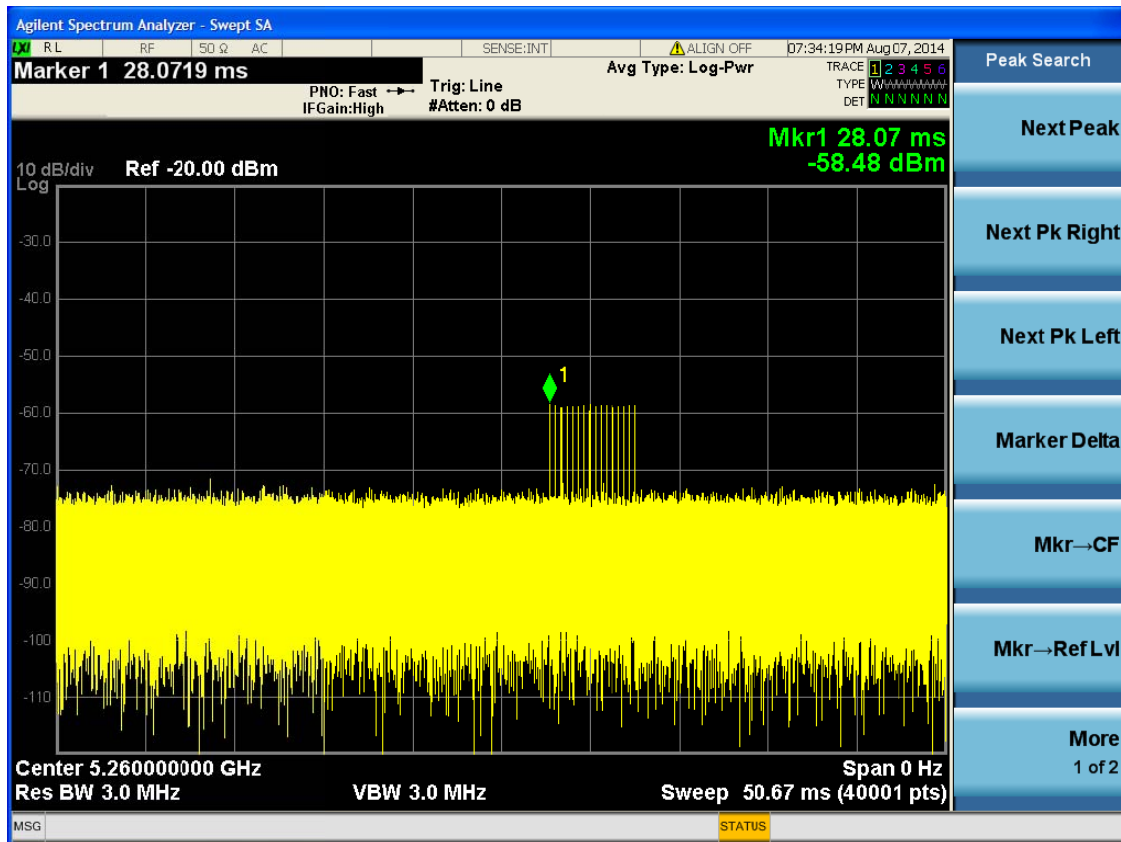 Agilent Spectrum Analyzer - Swept SA
LXI RL RF 50 Ω AC SENSE:INT ALIGN OFF 07:34:19 PM Aug 07, 2014
Marker 1 28.0719 ms
PNO: Fast
IFGain:High
Trig: Line
#Atten: 0 dB
Avg Type: Log-Pwr
TRACE 1 2 3 4 5 6
TYPE W
DET N N N N N N
Mkr1 28.07 ms
-58.48 dBm
10 dB/div
Log
Ref -20.00 dBm
1
-30.0
-40.0
-50.0
-60.0
-70.0
-80.0
-90.0
-100
-110
Center 5.260000000 GHz
Span 0 Hz
Res BW 3.0 MHz
VBW 3.0 MHz
Sweep 50.67 ms (40001 pts)
MSG
STATUS
Peak Search
Next Peak
Next Pk Right
Next Pk Left
Marker Delta
Mkr→CF
Mkr→Ref Lvl
More
1 of 2